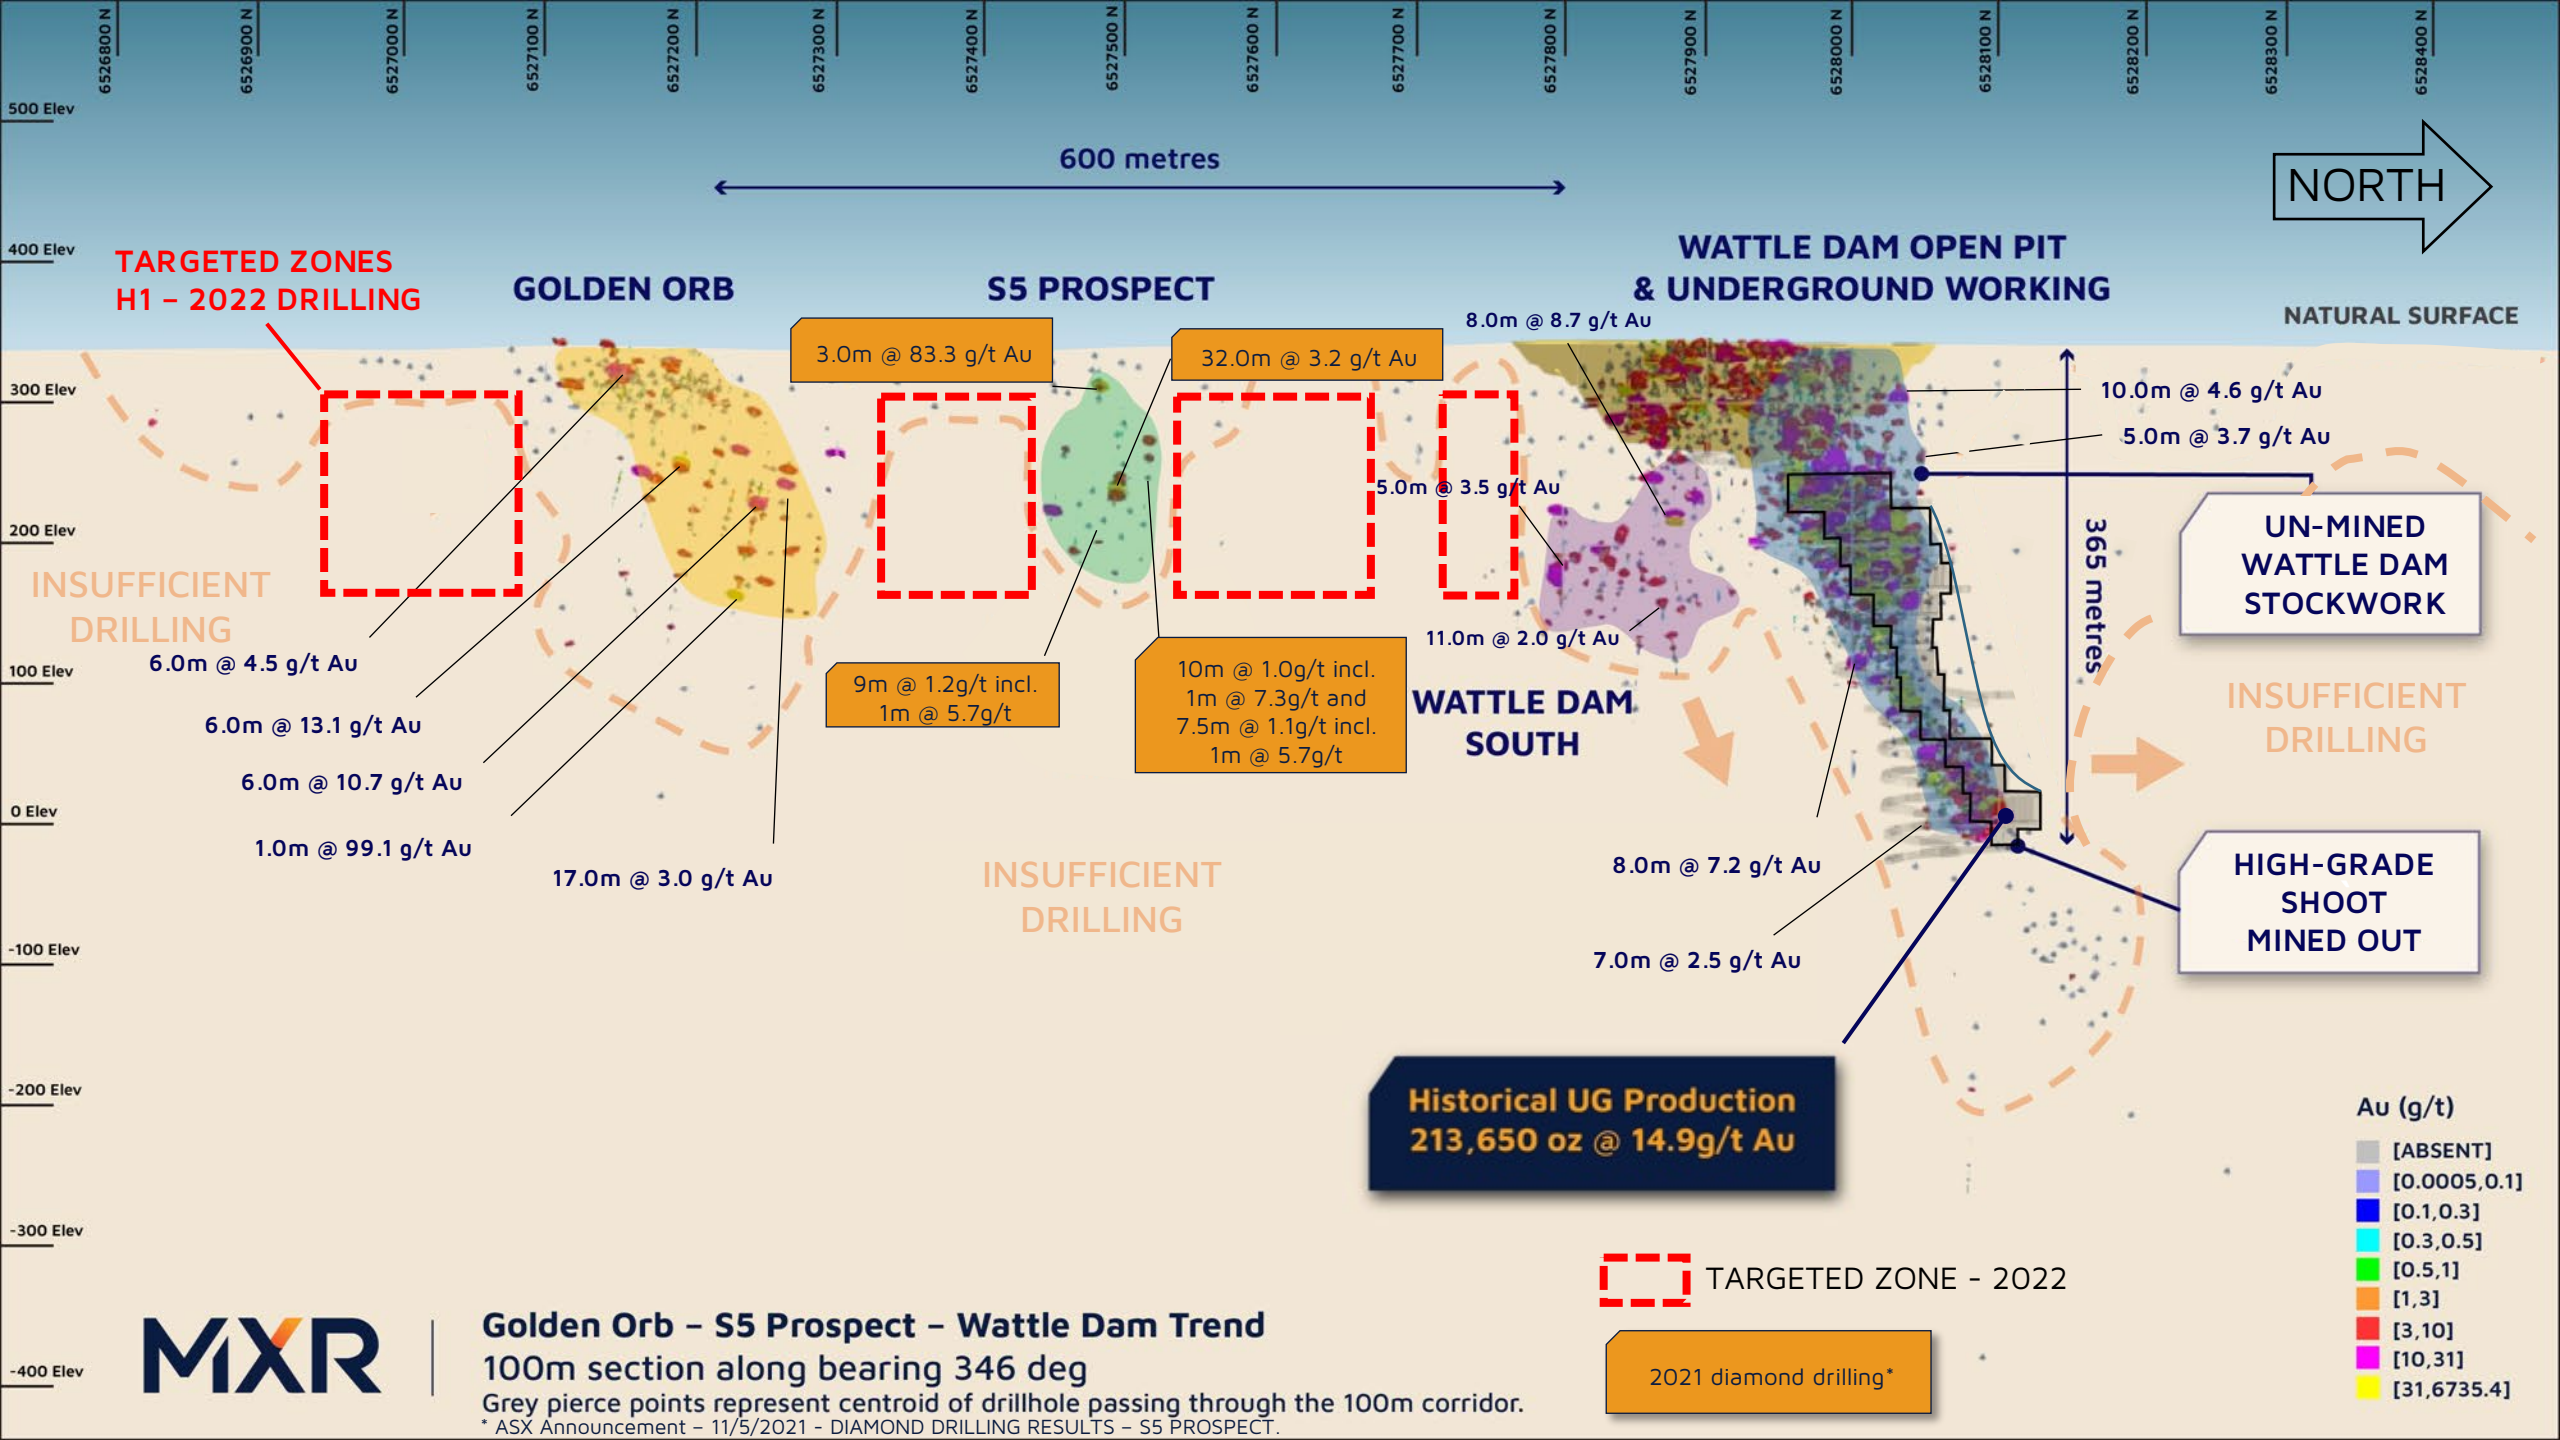 6526800 N
6526900 N
6527000 N
6527100 N
6527200 N
6527300 N
6527400 N
6527500 N
6527600 N
6527700 N
6527800 N
6527900 N
6528000 N
6528100 N
6528200 N
6528300 N
6528400 N
500 Elev
400 Elev
300 Elev
200 Elev
100 Elev
0 Elev
-100 Elev
-200 Elev
-300 Elev
-400 Elev
600 metres
NORTH
TARGETED ZONES
H1 – 2022 DRILLING
GOLDEN ORB
S5 PROSPECT
WATTLE DAM OPEN PIT
& UNDERGROUND WORKING
NATURAL SURFACE
8.0m @ 8.7 g/t Au
3.0m @ 83.3 g/t Au
32.0m @ 3.2 g/t Au
10.0m @ 4.6 g/t Au
5.0m @ 3.7 g/t Au
5.0m @ 3.5 g/t Au
UN-MINED
WATTLE DAM
STOCKWORK
365 metres
INSUFFICIENT
DRILLING
11.0m @ 2.0 g/t Au
6.0m @ 4.5 g/t Au
6.0m @ 13.1 g/t Au
6.0m @ 10.7 g/t Au
1.0m @ 99.1 g/t Au
17.0m @ 3.0 g/t Au
9m @ 1.2g/t incl.
1m @ 5.7g/t
10m @ 1.0g/t incl.
1m @ 7.3g/t and
7.5m @ 1.1g/t incl.
1m @ 5.7g/t
WATTLE DAM
SOUTH
INSUFFICIENT
DRILLING
INSUFFICIENT
DRILLING
8.0m @ 7.2 g/t Au
7.0m @ 2.5 g/t Au
HIGH-GRADE
SHOOT
MINED OUT
Historical UG Production
213,650 oz @ 14.9g/t Au
Au (g/t)
[ABSENT]
[0.0005,0.1]
[0.1,0.3]
[0.3,0.5]
[0.5,1]
[1,3]
[3,10]
[10,31]
[31,6735.4]
TARGETED ZONE - 2022
2021 diamond drilling*
MXR
Golden Orb – S5 Prospect – Wattle Dam Trend
100m section along bearing 346 deg
Grey pierce points represent centroid of drillhole passing through the 100m corridor.
* ASX Announcement – 11/5/2021 - DIAMOND DRILLING RESULTS – S5 PROSPECT.